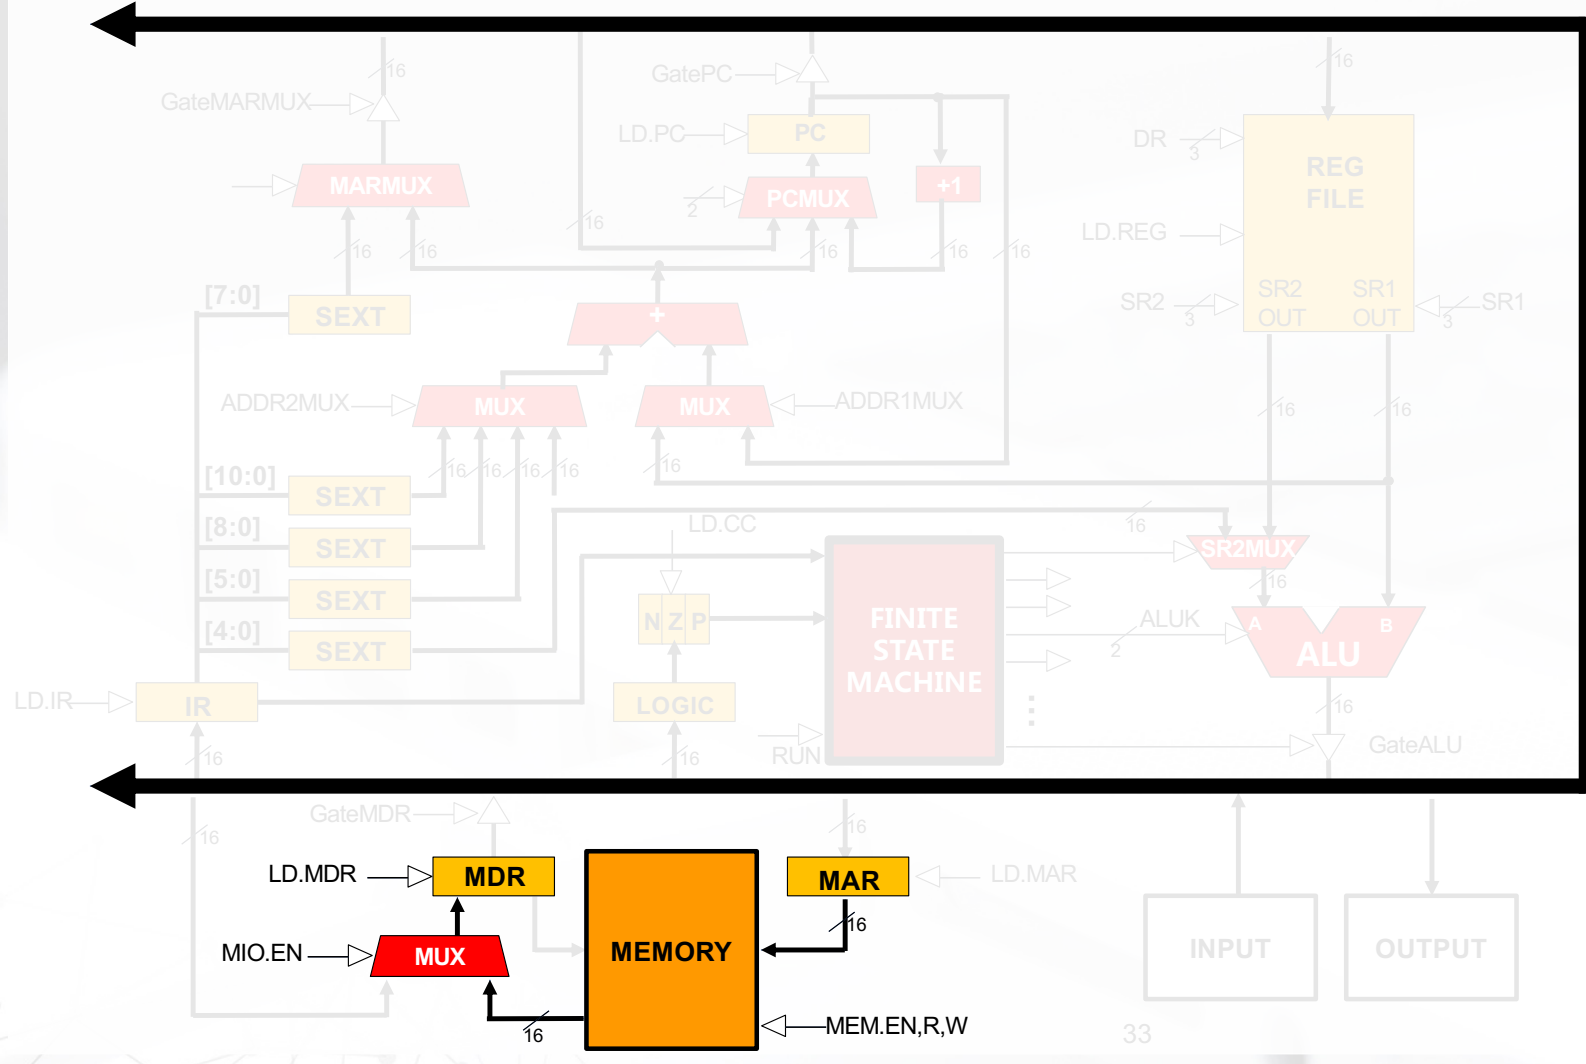 16
GatePC
16
GateMARMUX
LD.PC
PC
DR
3
REG
FILE
MARMUX
2
PCMUX
+1
16
LD.REG
16
16
16
16
16
[7:0]
SEXT
+
SR2
3
SR2
OUT
SR1
OUT
3
SR1
ADDR2MUX
MUX
MUX
ADDR1MUX
16
16
[10:0]
SEXT
16
16
16
16
16
[8:0]
SEXT
LD.CC
16
SR2MUX
[5:0]
SEXT
16
N Z P
FINITE
STATE
MACHINE
ALUK
2
A
B
ALU
[4:0]
SEXT
LD.IR
IR
LOGIC
16
16
16
RUN
GateALU
GateMDR
16
16
LD.MDR
MDR
MAR
LD.MAR
16
MIO.EN
MUX
MEMORY
INPUT
OUTPUT
16
MEM.EN,R,W
33